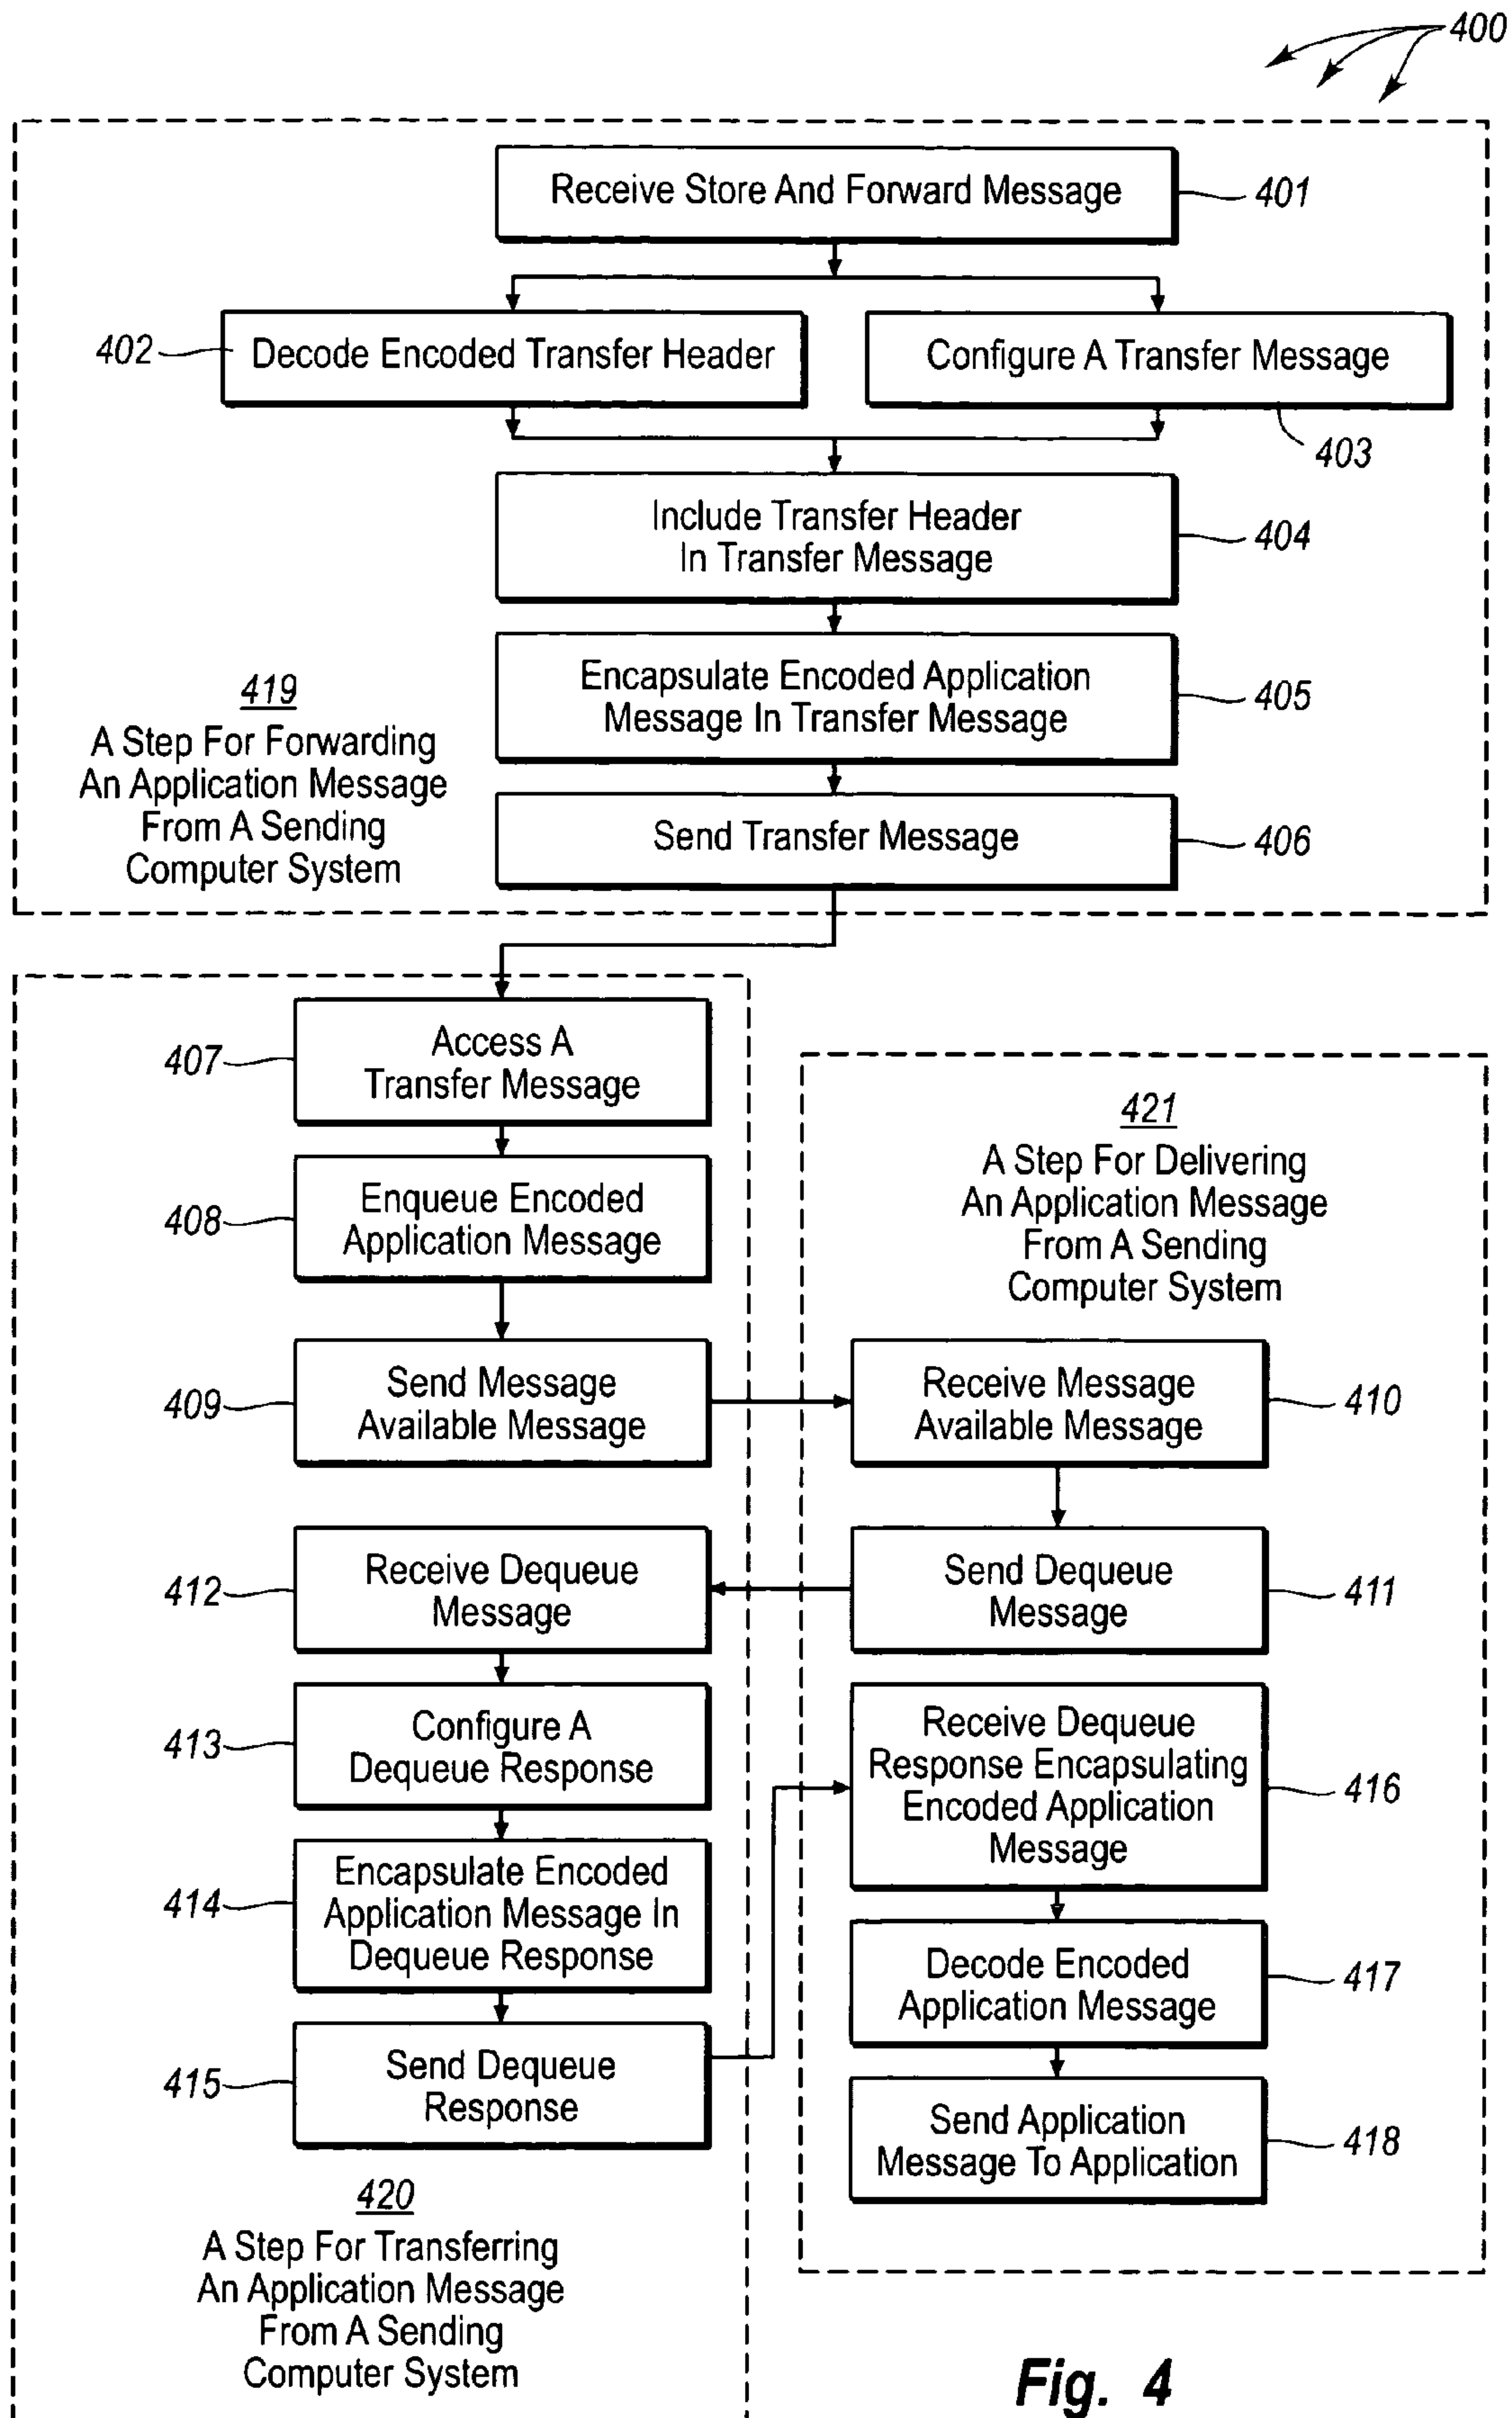 400
Receive Store And Forward Message
401
402
Decode Encoded Transfer Header
Configure A Transfer Message
403
Include Transfer Header
In Transfer Message
404
Encapsulate Encoded Application
Message In Transfer Message
405
419
A Step For Forwarding
An Application Message
From A Sending
Computer System
Send Transfer Message
406
407
Access A
Transfer Message
408
Enqueue Encoded
Application Message
421
A Step For Delivering
An Application Message
From A Sending
Computer System
409
Send Message
Available Message
Receive Message
Available Message
410
412
Receive Dequeue
Message
Send Dequeue
Message
411
413
Configure A
Dequeue Response
Receive Dequeue
Response Encapsulating
Encoded Application
Message
416
414
Encapsulate Encoded
Application Message In
Dequeue Response
Decode Encoded
Application Message
417
415
Send Dequeue
Response
Send Application
Message To Application
418
420
A Step For Transferring
An Application Message
From A Sending
Computer System
Fig. 4